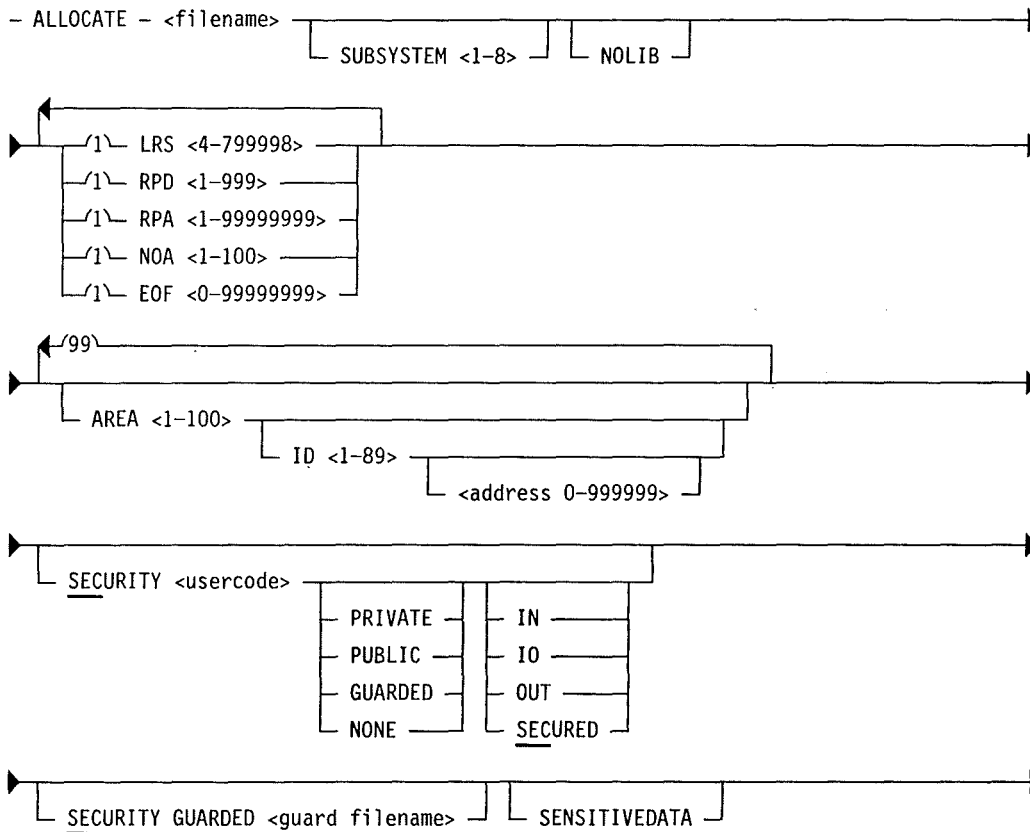 - ALLOCATE - <filename>
SUBSYSTEM <1-8> NOLIB
/1\ LRS <4-799998>
/1\ RPD <1-999>
/1\ RPA <1-99999999>
/1\ NOA <1-100>
/1\ EOF <0-99999999>
/99\
AREA <1-100>
ID <1-89>
<address 0-999999>
SECURITY <usercode>
PRIVATE IN
PUBLIC IO
GUARDED OUT
NONE SECURED
SECURITY GUARDED <guard filename> SENSITIVEDATA